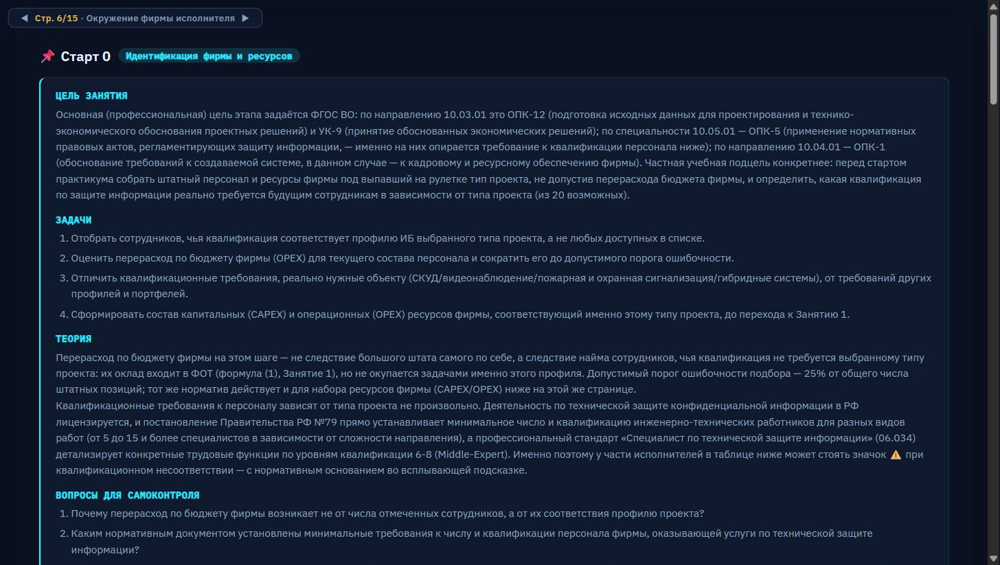 ◀ Стр. 6/15 · Окружение фирмы исполнителя ▶
📌 Старт 0 Идентификация фирмы и ресурсов
ЦЕЛЬ ЗАНЯТИЯ
Основная (профессиональная) цель этапа задаётся ФГОС ВО: по направлению 10.03.01 это ОПК-12 (подготовка исходных данных для проектирования и технико-
экономического обоснования проектных решений) и УК-9 (принятие обоснованных экономических решений); по специальности 10.05.01 — ОПК-5 (применение нормативных
правовых актов, регламентирующих защиту информации, — именно на них опирается требование к квалификации персонала ниже); по направлению 10.04.01 — ОПК-1
(обоснование требований к создаваемой системе, в данном случае — к кадровому и ресурсному обеспечению фирмы). Частная учебная подцель конкретнее: перед стартом
практикума собрать штатный персонал и ресурсы фирмы под выпавший на рулетке тип проекта, не допустив перерасхода бюджета фирмы, и определить, какая квалификация
по защите информации реально требуется будущим сотрудникам в зависимости от типа проекта (из 20 возможных).
ЗАДАЧИ
1. Отобрать сотрудников, чья квалификация соответствует профилю ИБ выбранного типа проекта, а не любых доступных в списке.
2. Оценить перерасход по бюджету фирмы (OPEX) для текущего состава персонала и сократить его до допустимого порога ошибочности.
3. Отличить квалификационные требования, реально нужные объекту (СКУД/видеонаблюдение/пожарная и охранная сигнализация/гибридные системы), от требований других
профилей и портфелей.
4. Сформировать состав капитальных (CAPEX) и операционных (OPEX) ресурсов фирмы, соответствующий именно этому типу проекта, до перехода к Занятию 1.
ТЕОРИЯ
Перерасход по бюджету фирмы на этом шаге — не следствие большого штата самого по себе, а следствие найма сотрудников, чья квалификация не требуется выбранному типу
проекта: их оклад входит в ФОТ (формула (1), Занятие 1), но не окупается задачами именно этого профиля. Допустимый порог ошибочности подбора — 25% от общего числа
штатных позиций; тот же норматив действует и для набора ресурсов фирмы (CAPEX/OPEX) ниже на этой же странице.
Квалификационные требования к персоналу зависят от типа проекта не произвольно. Деятельность по технической защите конфиденциальной информации в РФ
лицензируется, и постановление Правительства РФ №79 прямо устанавливает минимальное число и квалификацию инженерно-технических работников для разных видов
работ (от 5 до 15 и более специалистов в зависимости от сложности направления), а профессиональный стандарт «Специалист по технической защите информации» (06.034)
детализирует конкретные трудовые функции по уровням квалификации 6-8 (Middle-Expert). Именно поэтому у части исполнителей в таблице ниже может стоять значок ⚠️ при
квалификационном несоответствии — с нормативным основанием во всплывающей подсказке.
ВОПРОСЫ ДЛЯ САМОКОНТРОЛЯ
1. Почему перерасход по бюджету фирмы возникает не от числа отмеченных сотрудников, а от их соответствия профилю проекта?
2. Каким нормативным документом установлены минимальные требования к числу и квалификации персонала фирмы, оказывающей услуги по технической защите
информации?